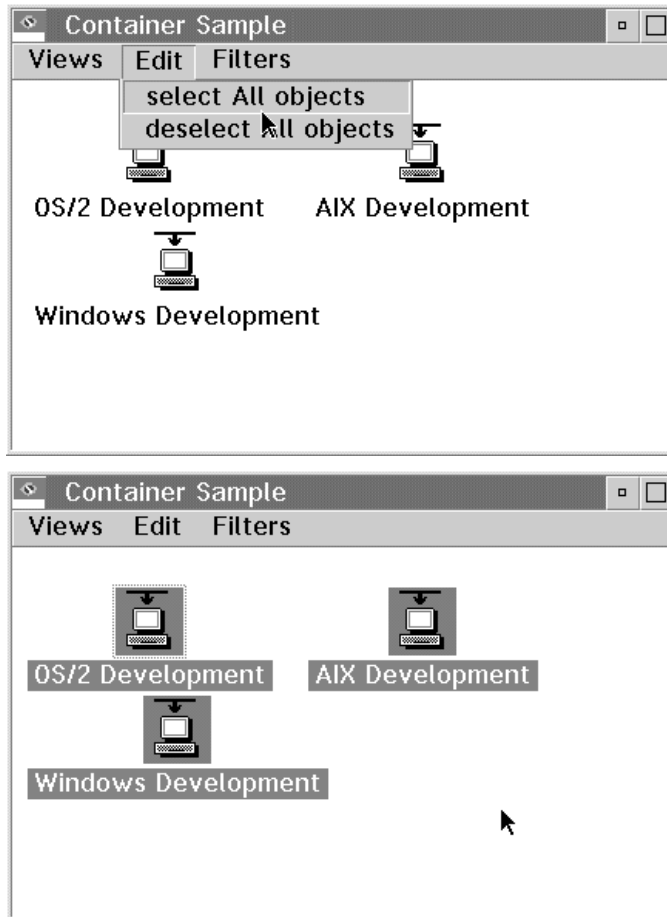 Container Sample
Views Edit Filters
select All objects
deselect All objects
OS/2 Development AIX Development
Windows Development
Container Sample
Views Edit Filters
OS/2 Development AIX Development
Windows Development